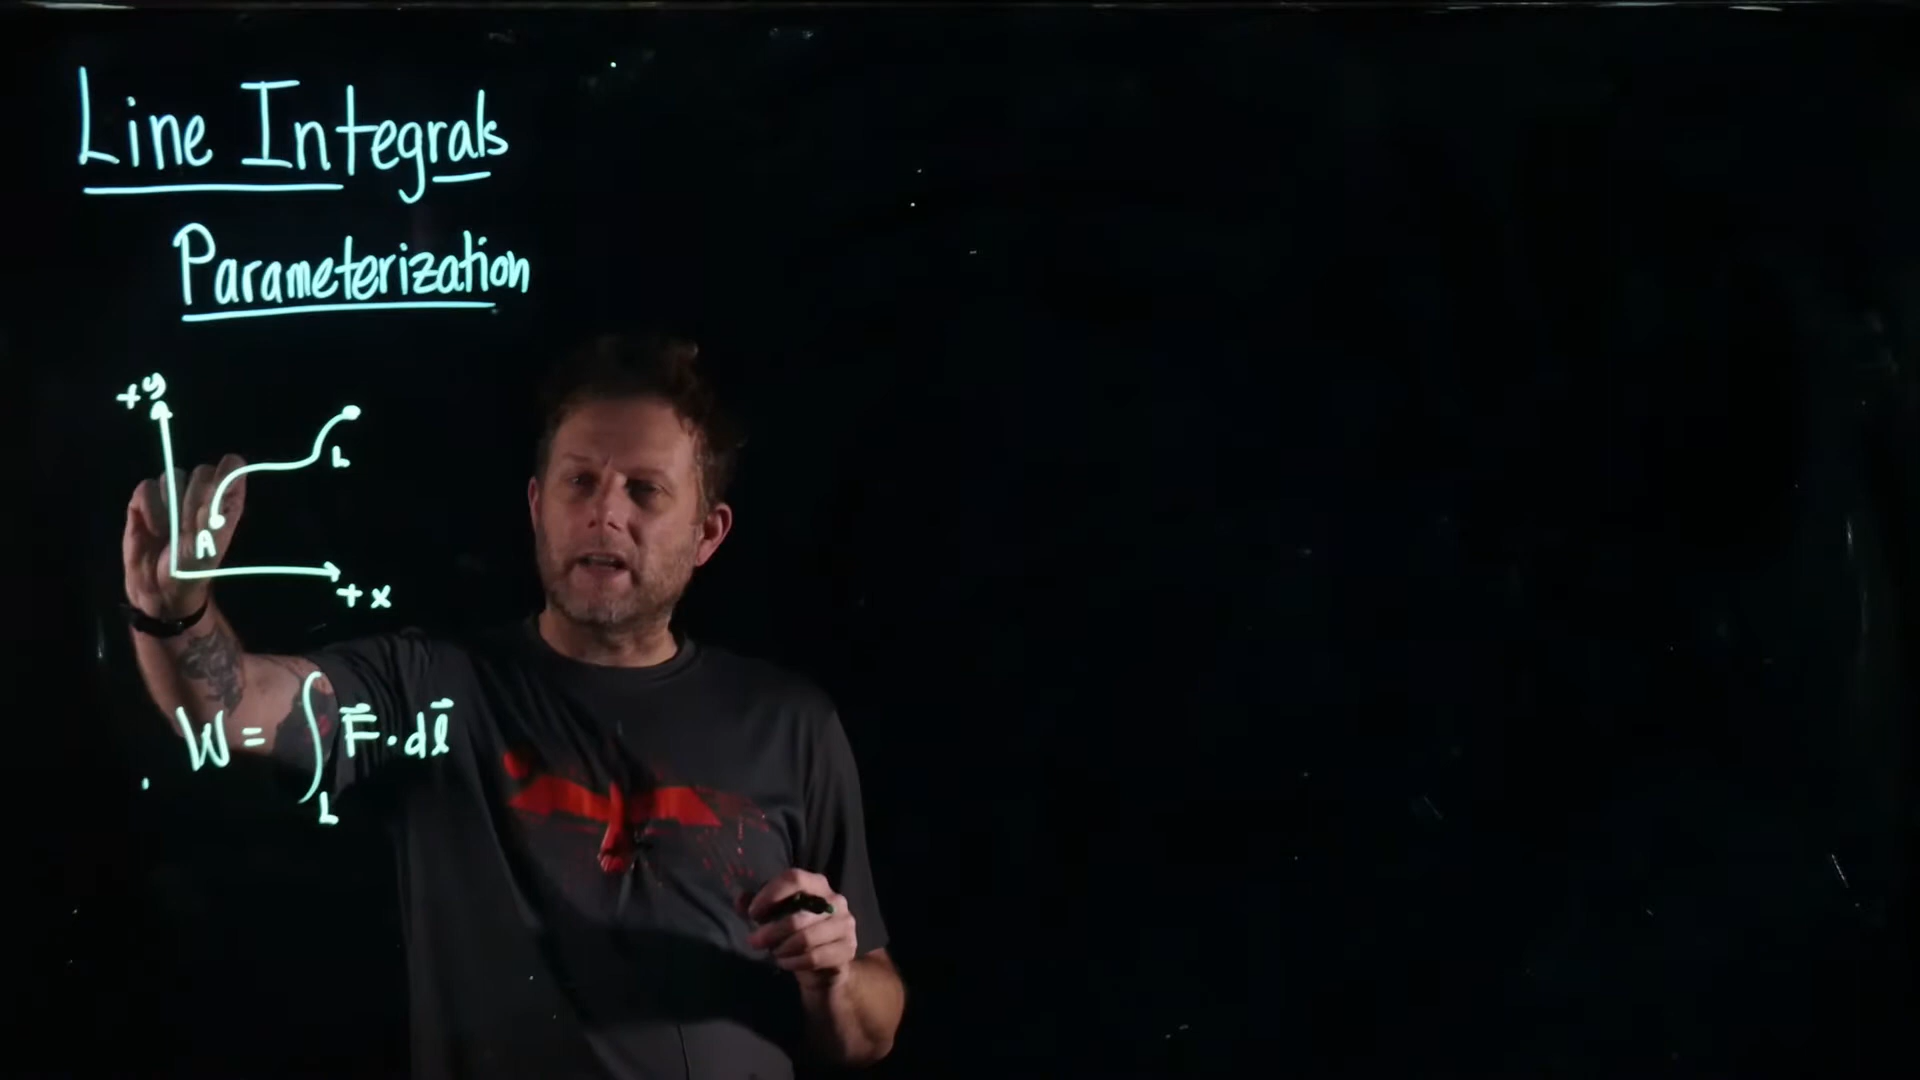 Line Integrals
Parameterization
+y
L
A
+x
W = ∫ F⃗ · dl⃗
L